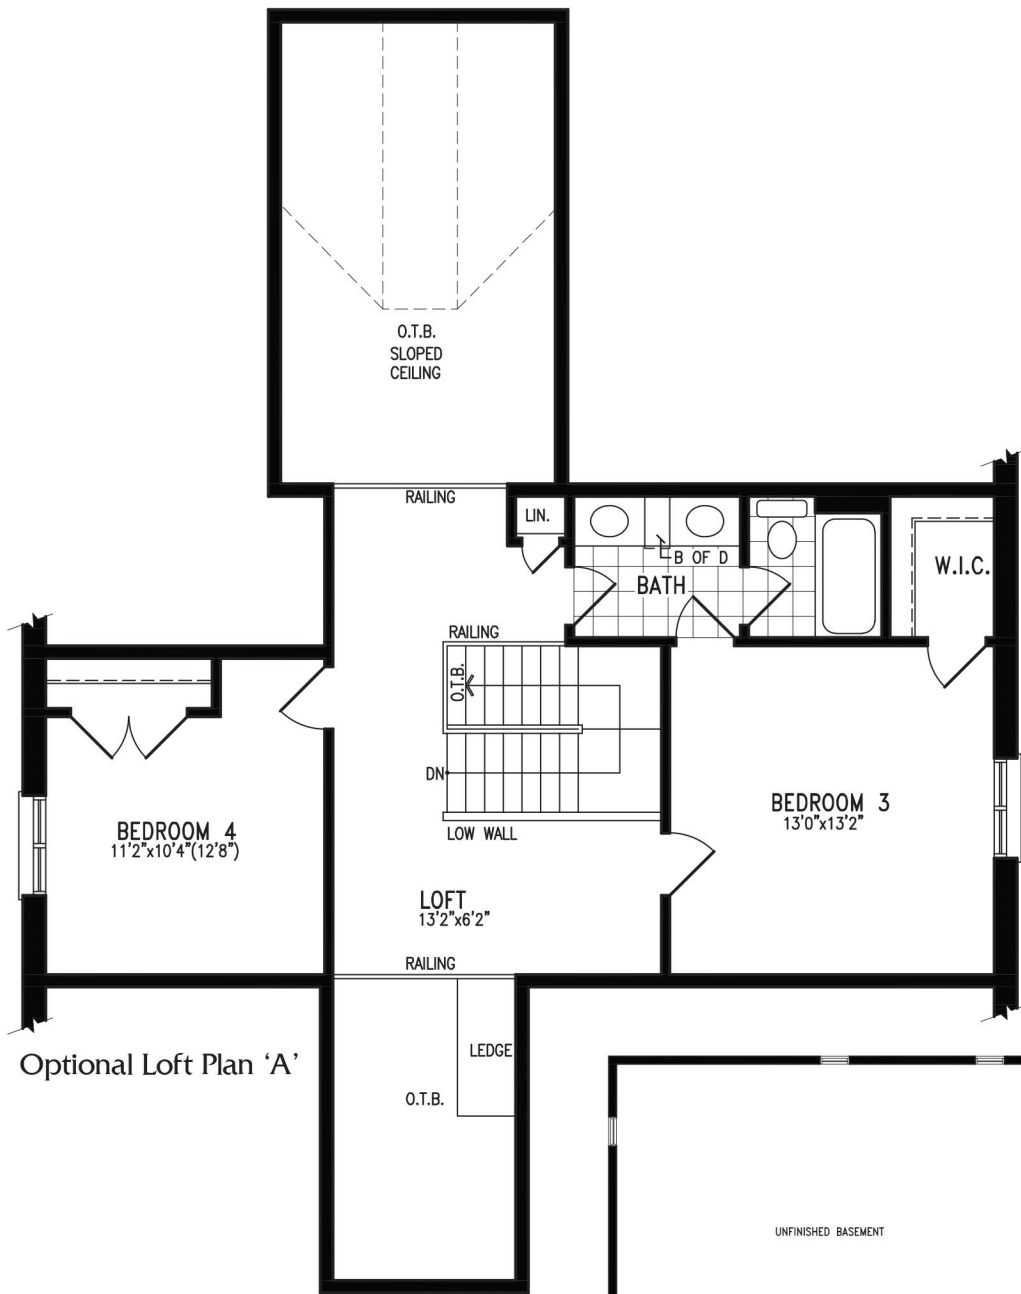 O.T.B.
SLOPED
CEILING
RAILING
LIN.
B OF D
BATH
W.I.C.
RAILING
O.T.B.
DN
LOW WALL
BEDROOM 3
13'0"x13'2"
BEDROOM 4
11'2"x10'4"(12'8")
LOFT
13'2"x6'2"
RAILING
LEDGE
Optional Loft Plan ‘A’
O.T.B.
UNFINISHED BASEMENT